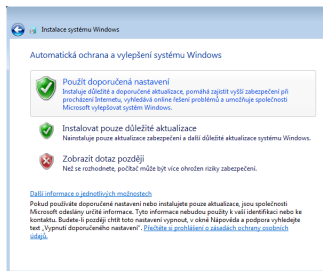 Instalace systému Windows
Automatická ochrana a vylepšení systému Windows
Použít doporučená nastavení
Instaluje důležité a doporučené aktualizace, pomáhá zajistit vyšší zabezpečení při
procházení Internetu, vyhledává online řešení problémů a umožňuje společnosti
Microsoft vylepšovat systém Windows.
Instalovat pouze důležité aktualizace
Nainstaluje pouze aktualizace zabezpečení a další důležité aktualizace systému Windows.
Zobrazit dotaz později
Než se rozhodnete, počítač může být více ohrožen riziky zabezpečení.
Další informace o jednotlivých možnostech
Pokud používáte doporučené nastavení nebo instalujete pouze aktualizace, jsou společnosti
Microsoft odeslány určité informace. Tyto informace nebudou použity k vaší identifikaci nebo ke
kontaktu. Budete-li později chtít toto nastavení vypnout, v okně Nápověda a podpora vyhledejte
text „Vypnutí doporučeného nastavení". Přečtěte si prohlášení o zásadách ochrany osobních
údajů.